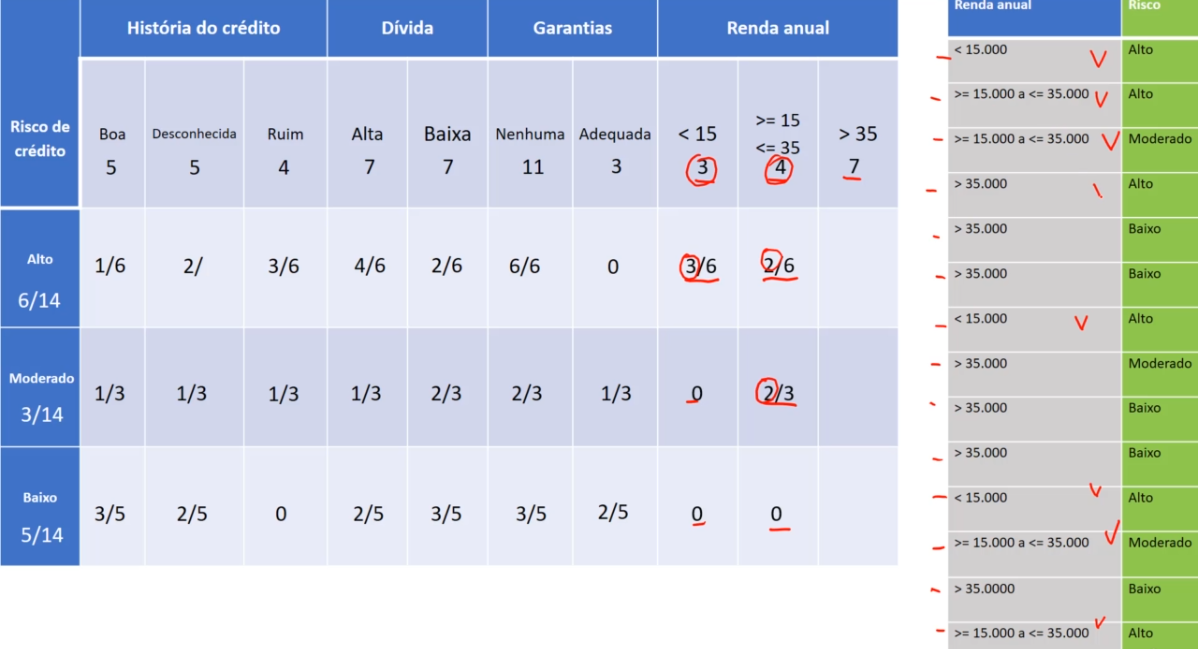 História do crédito Dívida Garantias Renda anual
Risco de crédito Boa Desconhecida Ruim Alta Baixa Nenhuma Adequada < 15 >= 15 <= 35 > 35
5 5 4 7 7 11 3 3 4 7
Alto 6/14 1/6 2/ 3/6 4/6 2/6 6/6 0 3/6 2/6
Moderado 3/14 1/3 1/3 1/3 1/3 2/3 2/3 1/3 0 2/3
Baixo 5/14 3/5 2/5 0 2/5 3/5 3/5 2/5 0 0
Renda anual Risco
< 15.000 Alto
>= 15.000 a <= 35.000 Alto
>= 15.000 a <= 35.000 Moderado
> 35.000 Alto
> 35.000 Baixo
> 35.000 Baixo
< 15.000 Alto
> 35.000 Moderado
> 35.000 Baixo
> 35.000 Baixo
< 15.000 Alto
>= 15.000 a <= 35.000 Moderado
> 35.0000 Baixo
>= 15.000 a <= 35.000 Alto